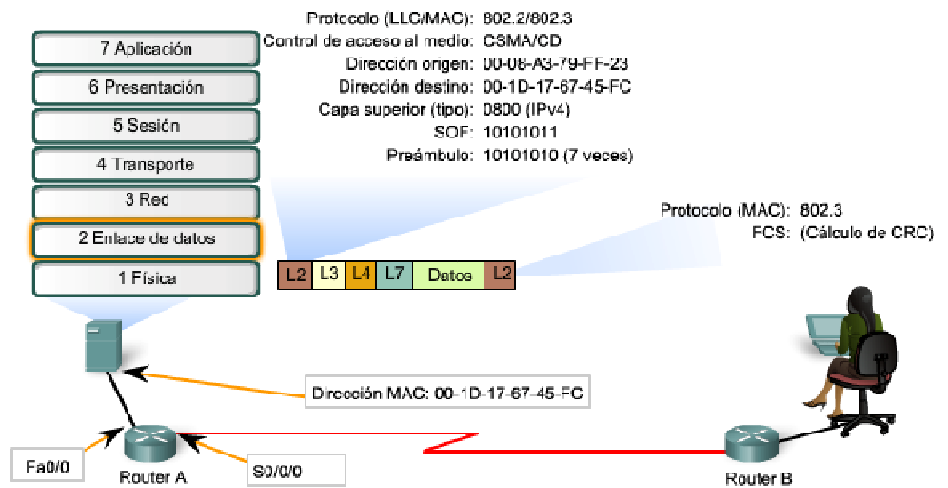 Protocolo (LLC/MAC): 802.2/802.3
Control de acceso al medio: CSMA/CD
Dirección origen: 00-08-A3-79-FF-23
Dirección destino: 00-1D-17-67-45-FC
Capa superior (tipo): 0800 (IPv4)
SOF: 10101011
Preámbulo: 10101010 (7 veces)
7 Aplicación
6 Presentación
5 Sesión
4 Transporte
3 Red
2 Enlace de datos
1 Física
Protocolo (MAC): 802.3
FCS: (Cálculo de CRC)
L2 L3 L4 L7 Datos L2
Dirección MAC: 00-1D-17-67-45-FC
Fa0/0
Router A
S0/0/0
Router B